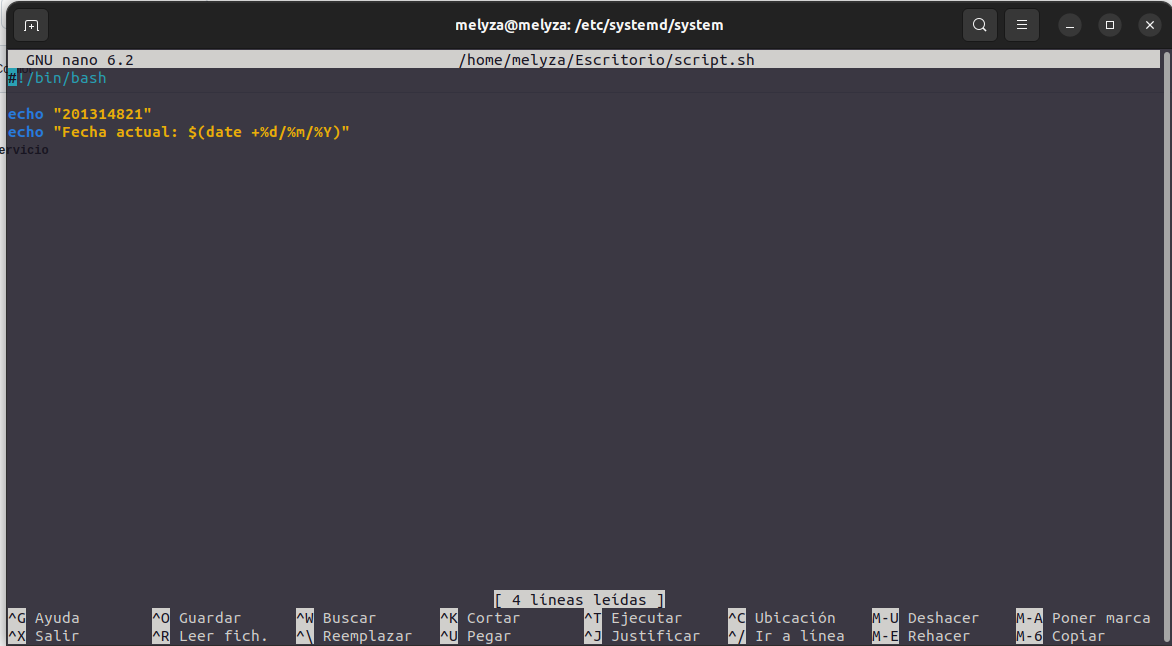 melyza@melyza: /etc/systemd/system
GNU nano 6.2 /home/melyza/Escritorio/script.sh
#!/bin/bash
echo "201314821"
echo "Fecha actual: $(date +%d/%m/%Y)"
ervicio
[ 4 líneas leídas ]
^G Ayuda ^O Guardar ^W Buscar ^K Cortar ^T Ejecutar ^C Ubicación M-U Deshacer M-A Poner marca
^X Salir ^R Leer fich. ^\ Reemplazar ^U Pegar ^J Justificar ^/ Ir a línea M-E Rehacer M-6 Copiar